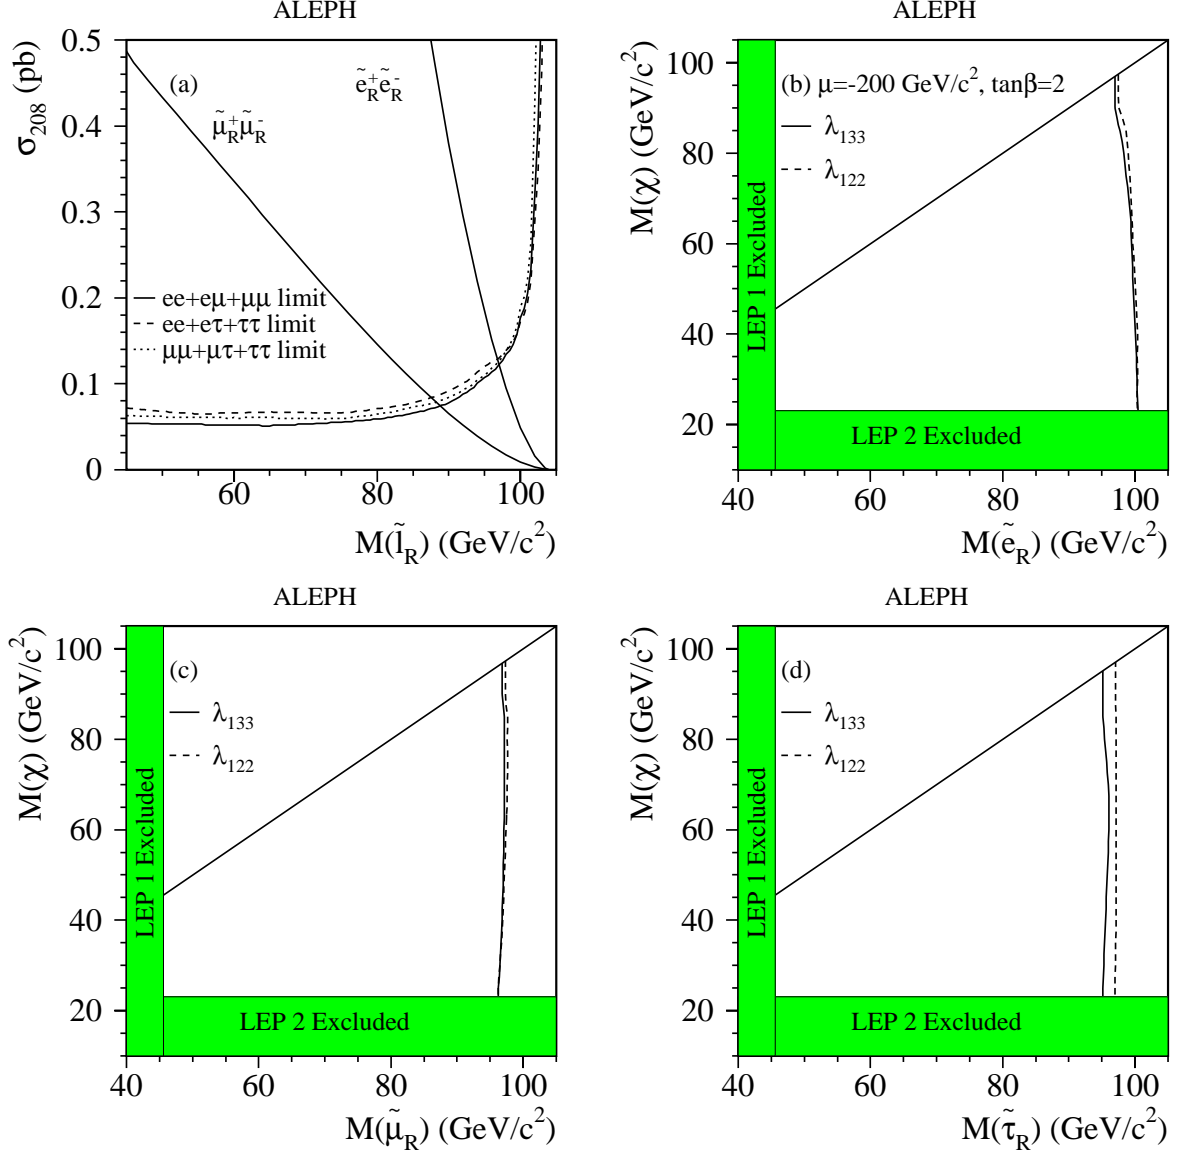 ALEPH
σ208 (pb)
0.5
0.4
0.3
0.2
0.1
0
(a)
ẽR+ẽR-
μ̃R+μ̃R-
ee+eμ+μμ limit
ee+eτ+ττ limit
μμ+μτ+ττ limit
60 80 100
M(l̃R) (GeV/c2)
ALEPH
M(χ) (GeV/c2)
100
80
60
40
20
(b) μ=-200 GeV/c2, tanβ=2
λ133
λ122
LEP 1 Excluded
LEP 2 Excluded
40 60 80 100
M(ẽR) (GeV/c2)
ALEPH
M(χ) (GeV/c2)
100
80
60
40
20
(c)
λ133
λ122
LEP 1 Excluded
LEP 2 Excluded
40 60 80 100
M(μ̃R) (GeV/c2)
ALEPH
M(χ) (GeV/c2)
100
80
60
40
20
(d)
λ133
λ122
LEP 1 Excluded
LEP 2 Excluded
40 60 80 100
M(τ̃R) (GeV/c2)